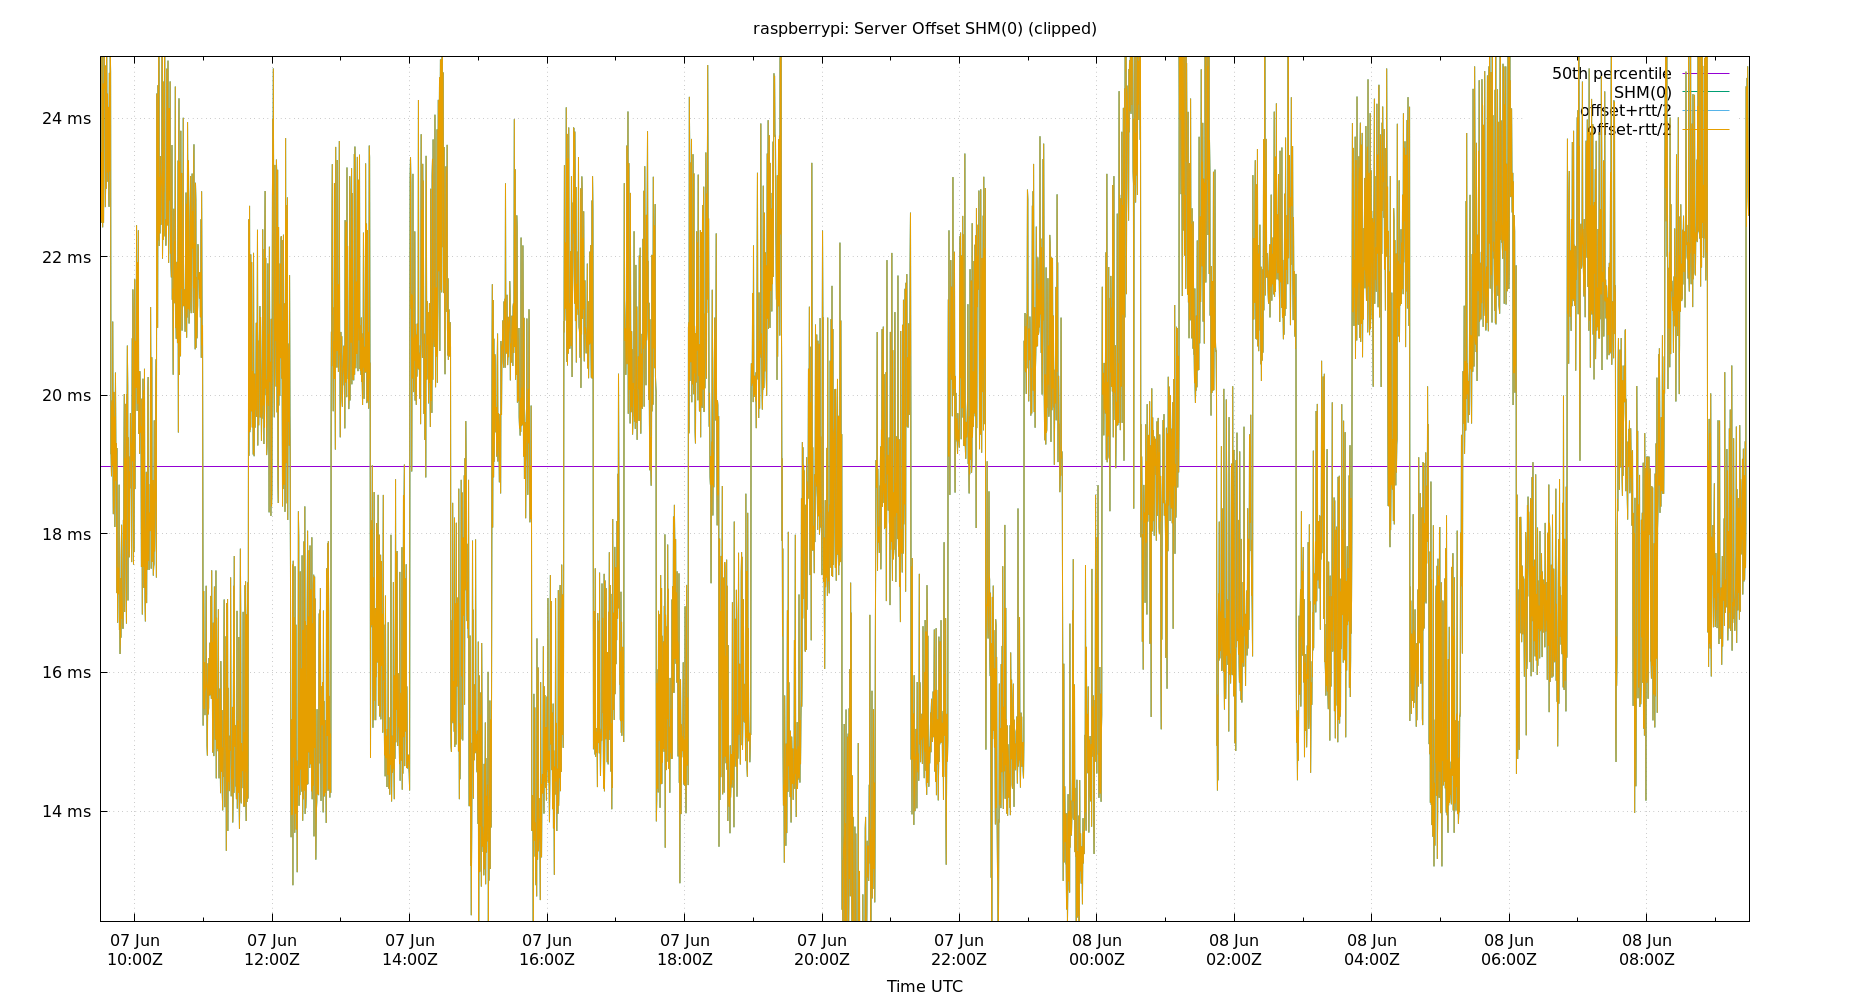 raspberrypi: Server Offset SHM(0) (clipped)
50th percentile
SHM(0)
offset+rtt/2
offset-rtt/2
24 ms
22 ms
20 ms
18 ms
16 ms
14 ms
07 Jun 07 Jun 07 Jun 07 Jun 07 Jun 07 Jun 07 Jun 08 Jun 08 Jun 08 Jun 08 Jun 08 Jun
10:00Z 12:00Z 14:00Z 16:00Z 18:00Z 20:00Z 22:00Z 00:00Z 02:00Z 04:00Z 06:00Z 08:00Z
Time UTC